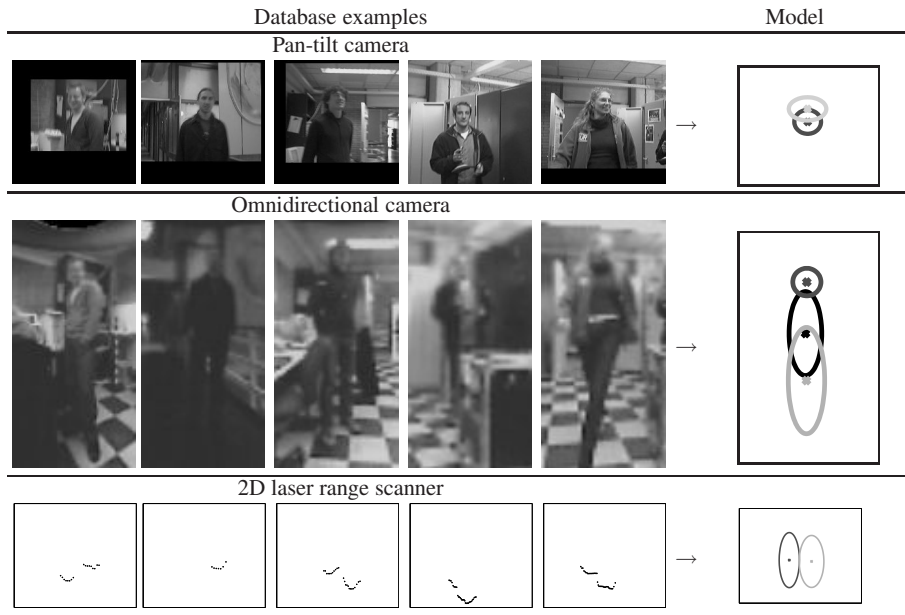 Database examples Model
Pan-tilt camera
→
Omnidirectional camera
→
2D laser range scanner
→